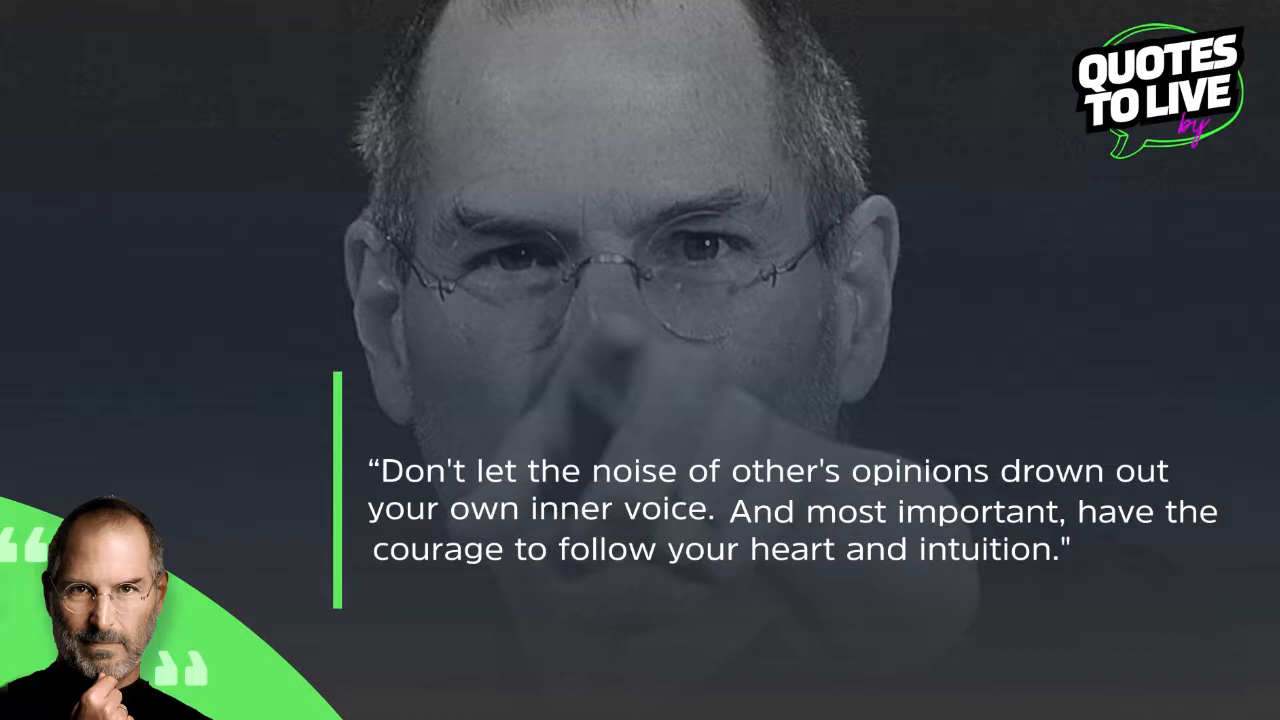 QUOTES
TO LIVE
by
“Don't let the noise of other's opinions drown out
your own inner voice. And most important, have the
courage to follow your heart and intuition."